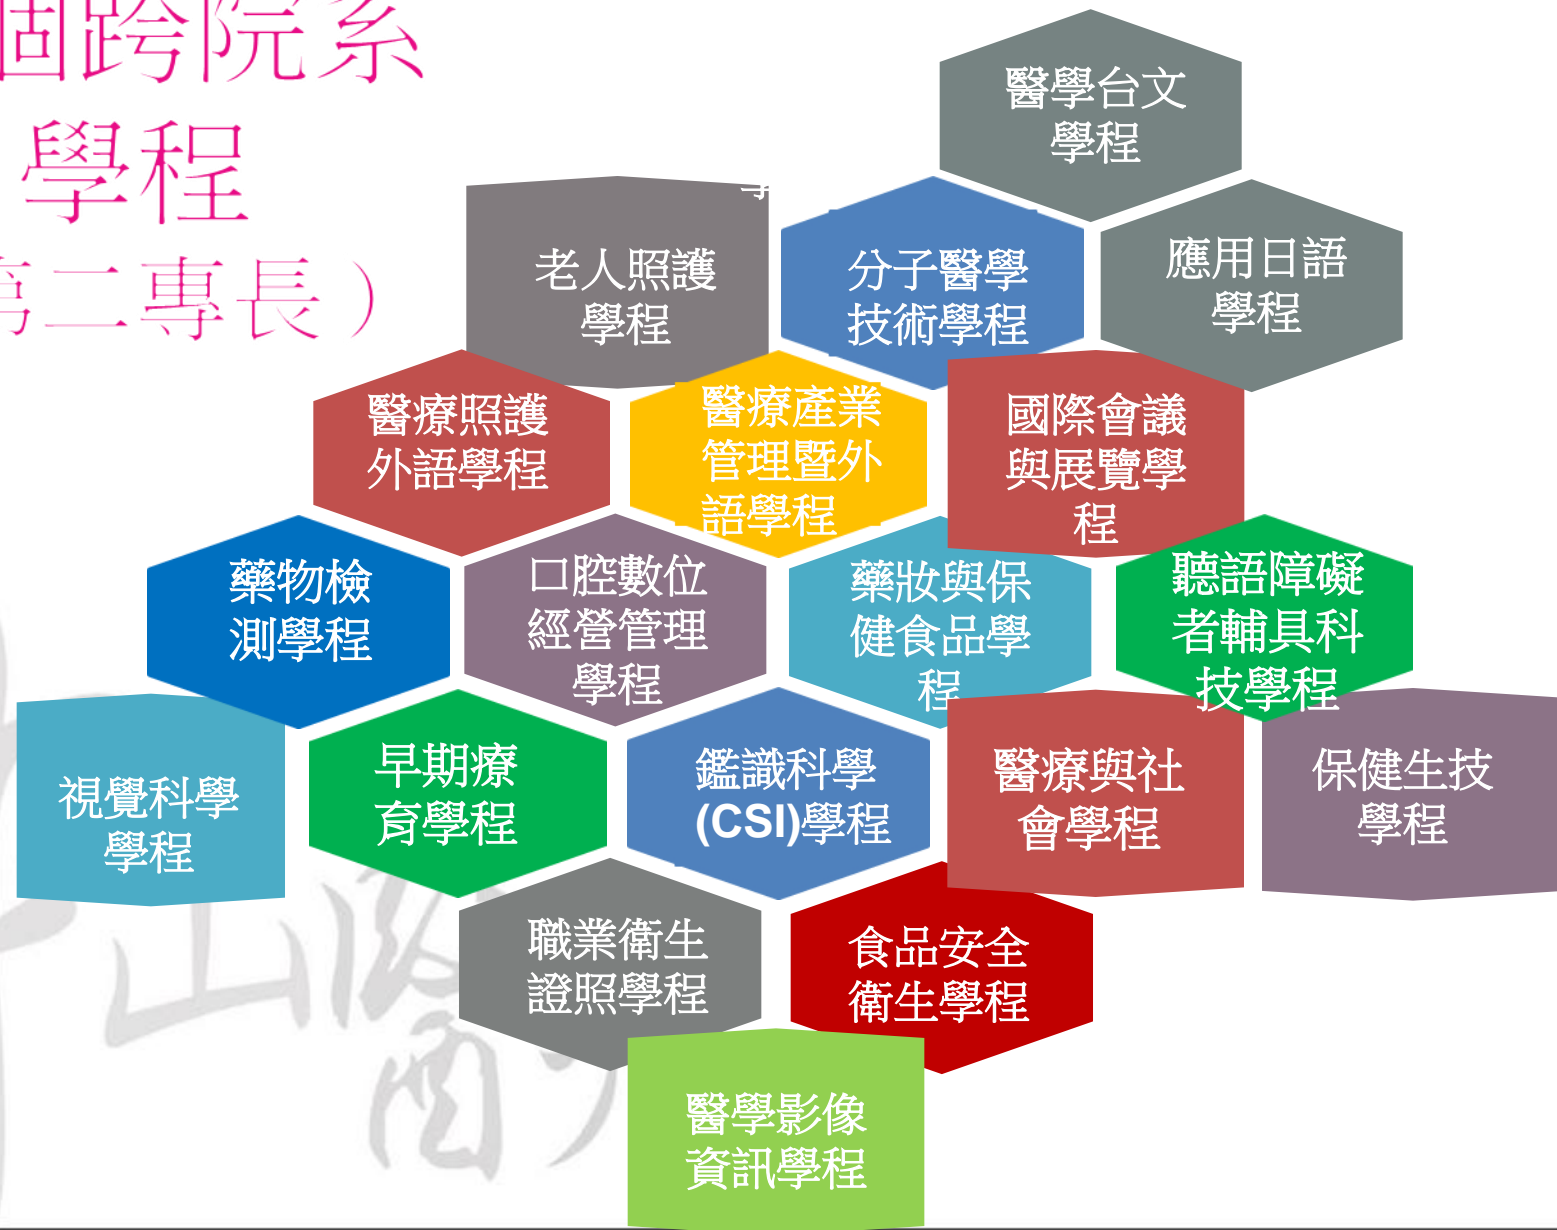 個跨院系
學程
第二專長）
醫學台文
學程
老人照護
學程
分子醫學
技術學程
應用日語
學程
醫療照護
外語學程
醫療產業
管理暨外
語學程
國際會議
與展覽學
程
藥物檢
測學程
口腔數位
經營管理
學程
藥妝與保
健食品學
程
聽語障礙
者輔具科
技學程
視覺科學
學程
早期療
育學程
鑑識科學
(CSI)學程
醫療與社
會學程
保健生技
學程
職業衛生
證照學程
食品安全
衛生學程
醫學影像
資訊學程
山醫